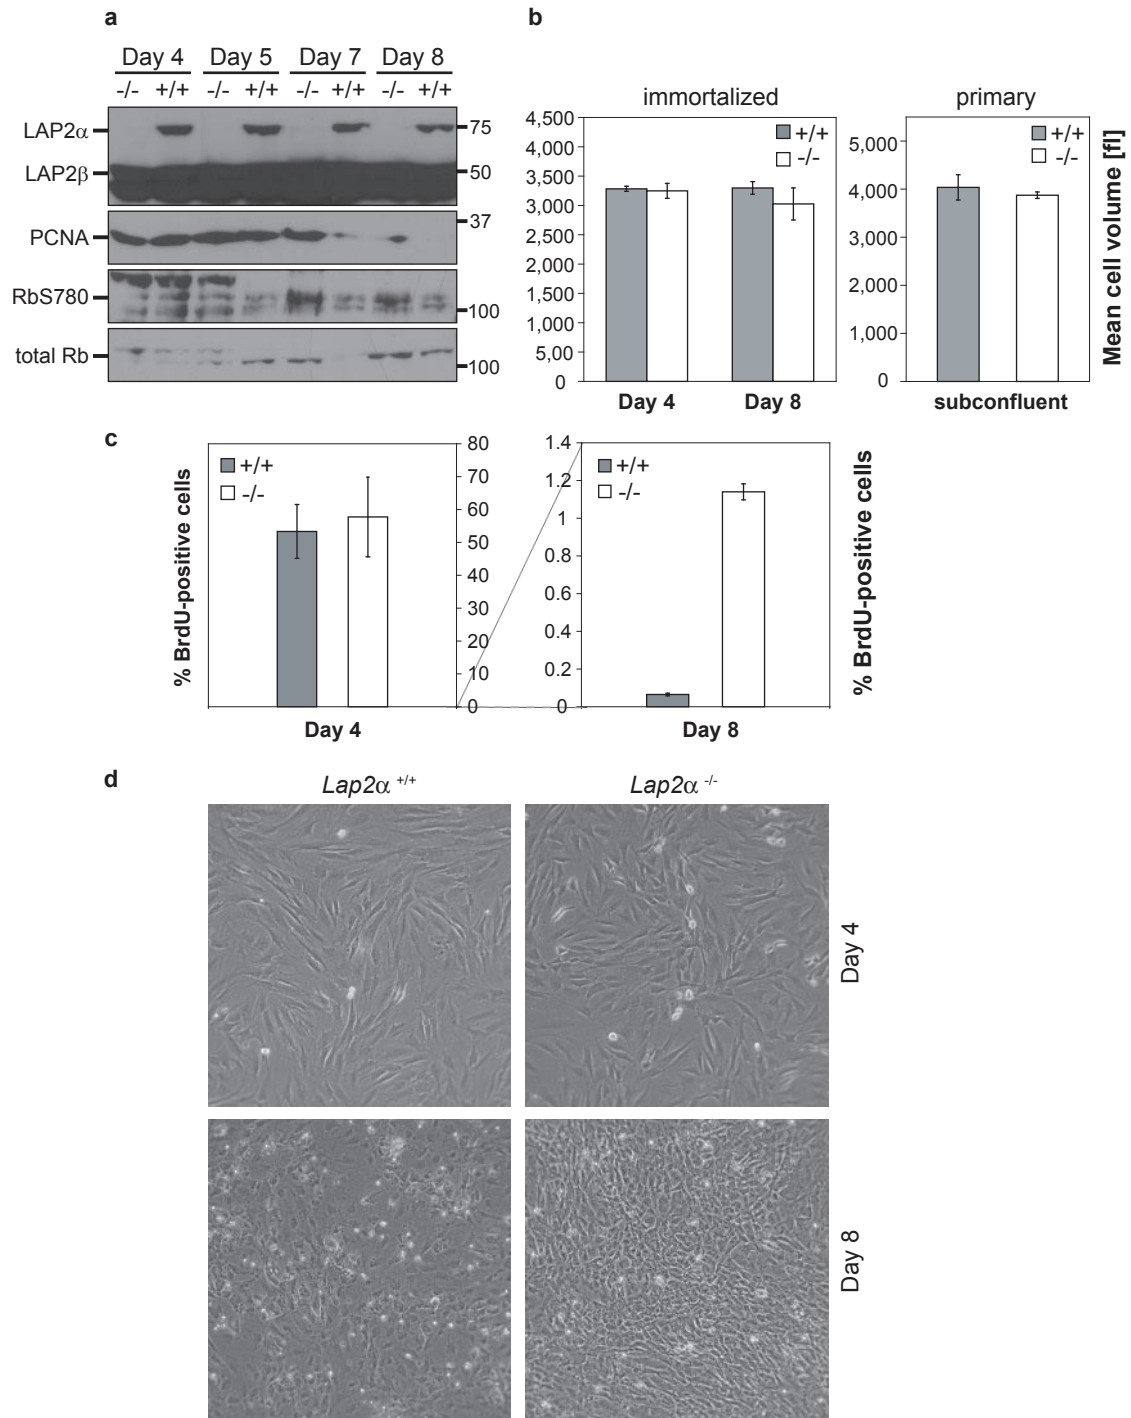 a
Day 4 Day 5 Day 7 Day 8
-/- +/+ -/- +/+ -/- +/+ -/- +/+
LAP2α
75
LAP2β
50
37
PCNA
RbS780
100
total Rb
100
b
immortalized
4,500
4,000
3,500
3,000
2,500
2,000
1,500
1,000
5,00
0
+/+
-/-
Day 4 Day 8
primary
5,000
4,000
3,000
2,000
1,000
0
+/+
-/-
subconfluent
Mean cell volume [fl]
c
% BrdU-positive cells
+/+
-/-
80
70
60
50
40
30
20
10
0
Day 4
1.4
1.2
1
0.8
0.6
0.4
0.2
0
+/+
-/-
Day 8
% BrdU-positive cells
d
Lap2α +/+ Lap2α -/-
Day 4
Day 8